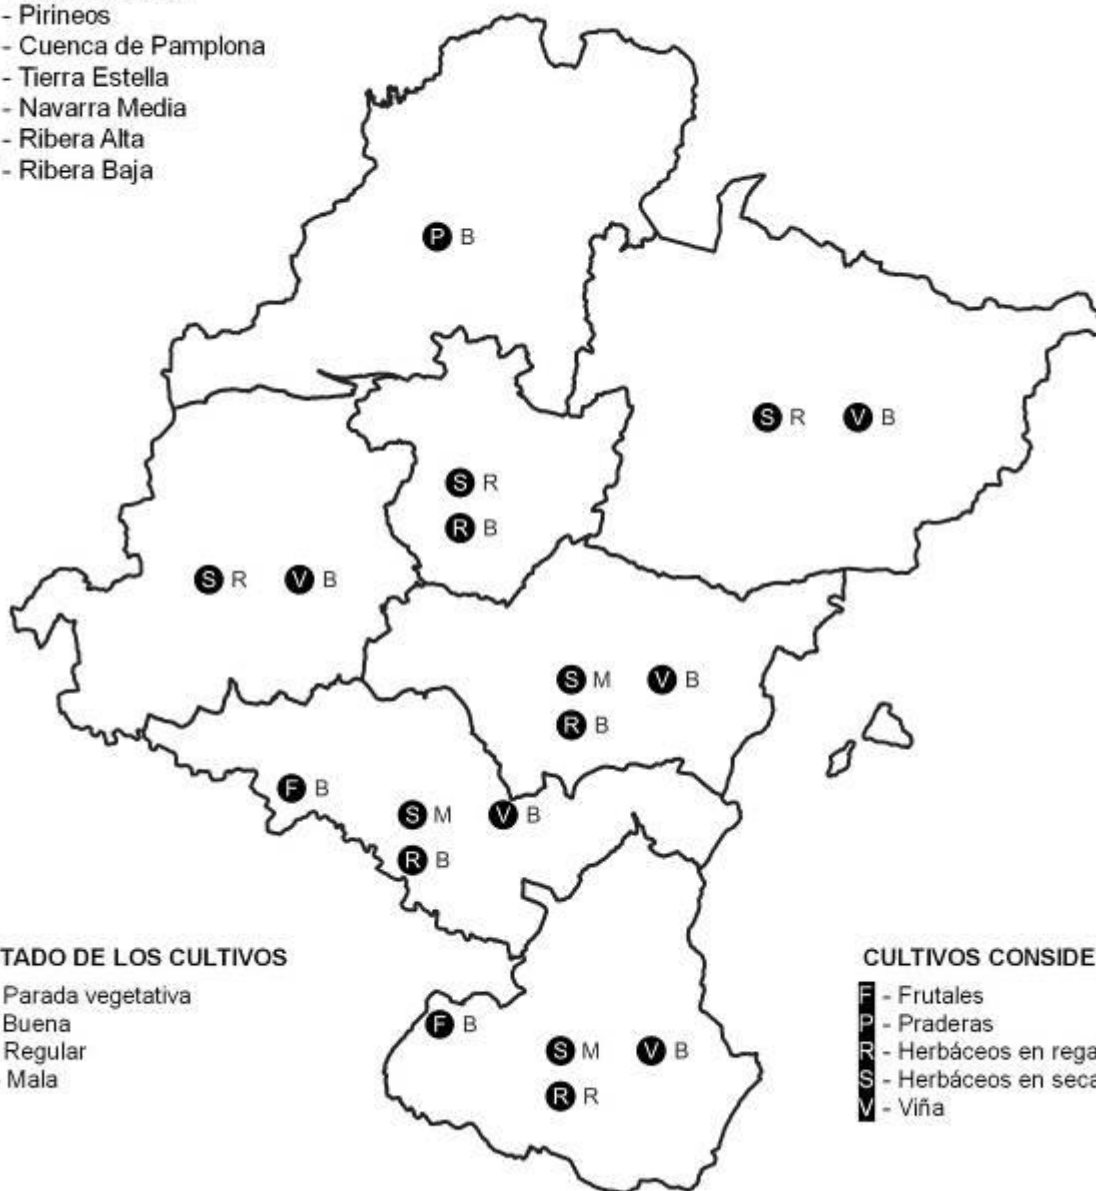 - Pirineos
- Cuenca de Pamplona
- Tierra Estella
- Navarra Media
- Ribera Alta
- Ribera Baja
P B
S R V B
S R
R B
S R V B
S M V B
R B
F B
S M V B
R B
TADO DE LOS CULTIVOS
Parada vegetativa
Buena
Regular
Mala
CULTIVOS CONSIDE
F - Frutales
P - Praderas
R - Herbáceos en rega
S - Herbáceos en seca
V - Viña
F B
S M V B
R R